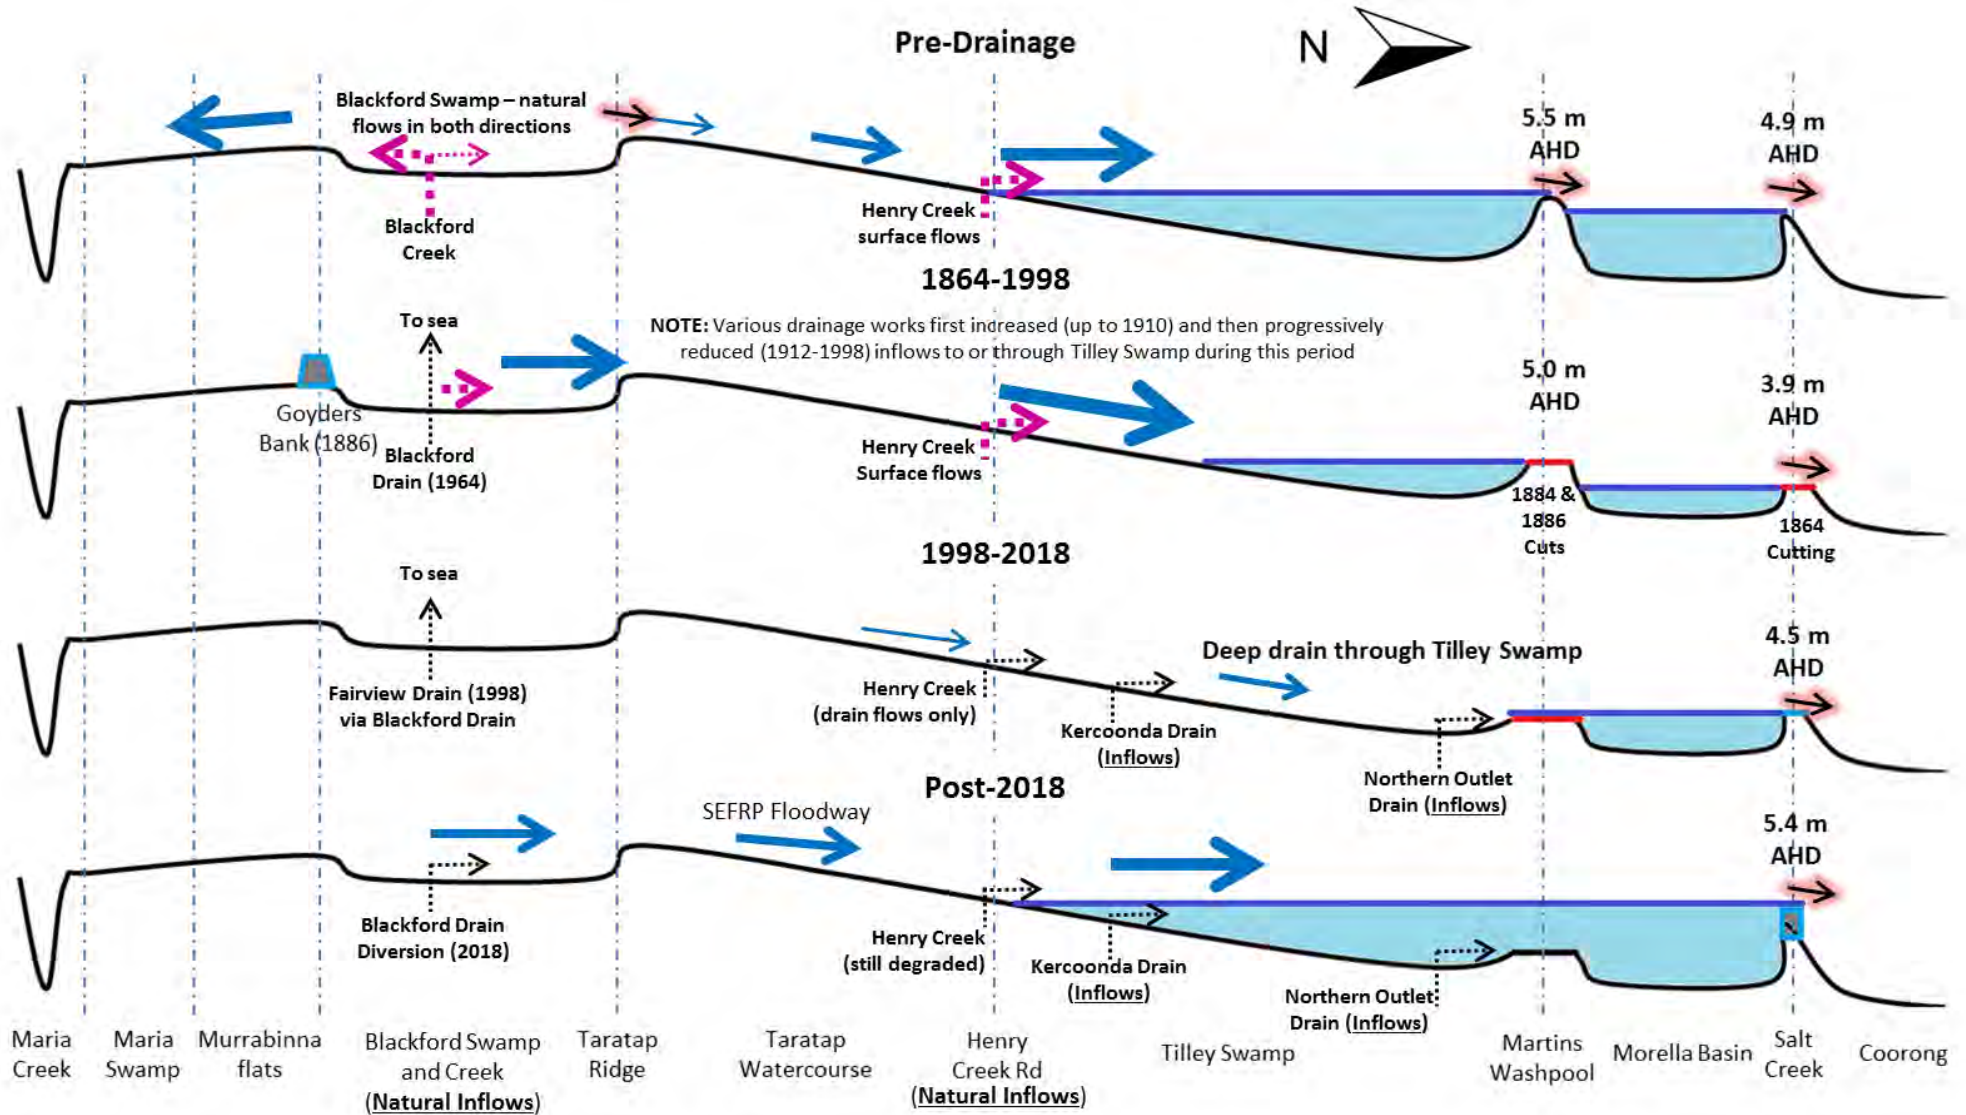 Pre-Drainage
N
Blackford Swamp – natural
flows in both directions
5.5 m
AHD
4.9 m
AHD
Blackford
Creek
Henry Creek
surface flows
1864-1998
To sea
NOTE: Various drainage works first increased (up to 1910) and then progressively
reduced (1912-1998) inflows to or through Tilley Swamp during this period
5.0 m
AHD
3.9 m
AHD
Goyders
Bank (1886)
Blackford
Drain (1964)
Henry Creek
Surface flows
1884 &
1886
Cuts
1864
Cutting
1998-2018
To sea
Fairview Drain (1998)
via Blackford Drain
Henry Creek
(drain flows only)
Deep drain through Tilley Swamp
4.5 m
AHD
Kercoonda Drain
(Inflows)
Northern Outlet
Drain (Inflows)
Post-2018
SEFRP Floodway
5.4 m
AHD
Blackford Drain
Diversion (2018)
Henry Creek
(still degraded)
Kercoonda Drain
(Inflows)
Northern Outlet
Drain (Inflows)
Maria
Creek
Maria
Swamp
Murrabinna
flats
Blackford Swamp
and Creek
(Natural Inflows)
Taratap
Ridge
Taratap
Watercourse
Henry
Creek Rd
(Natural Inflows)
Tilley Swamp
Martins
Washpool
Morella Basin
Salt
Creek
Coorong